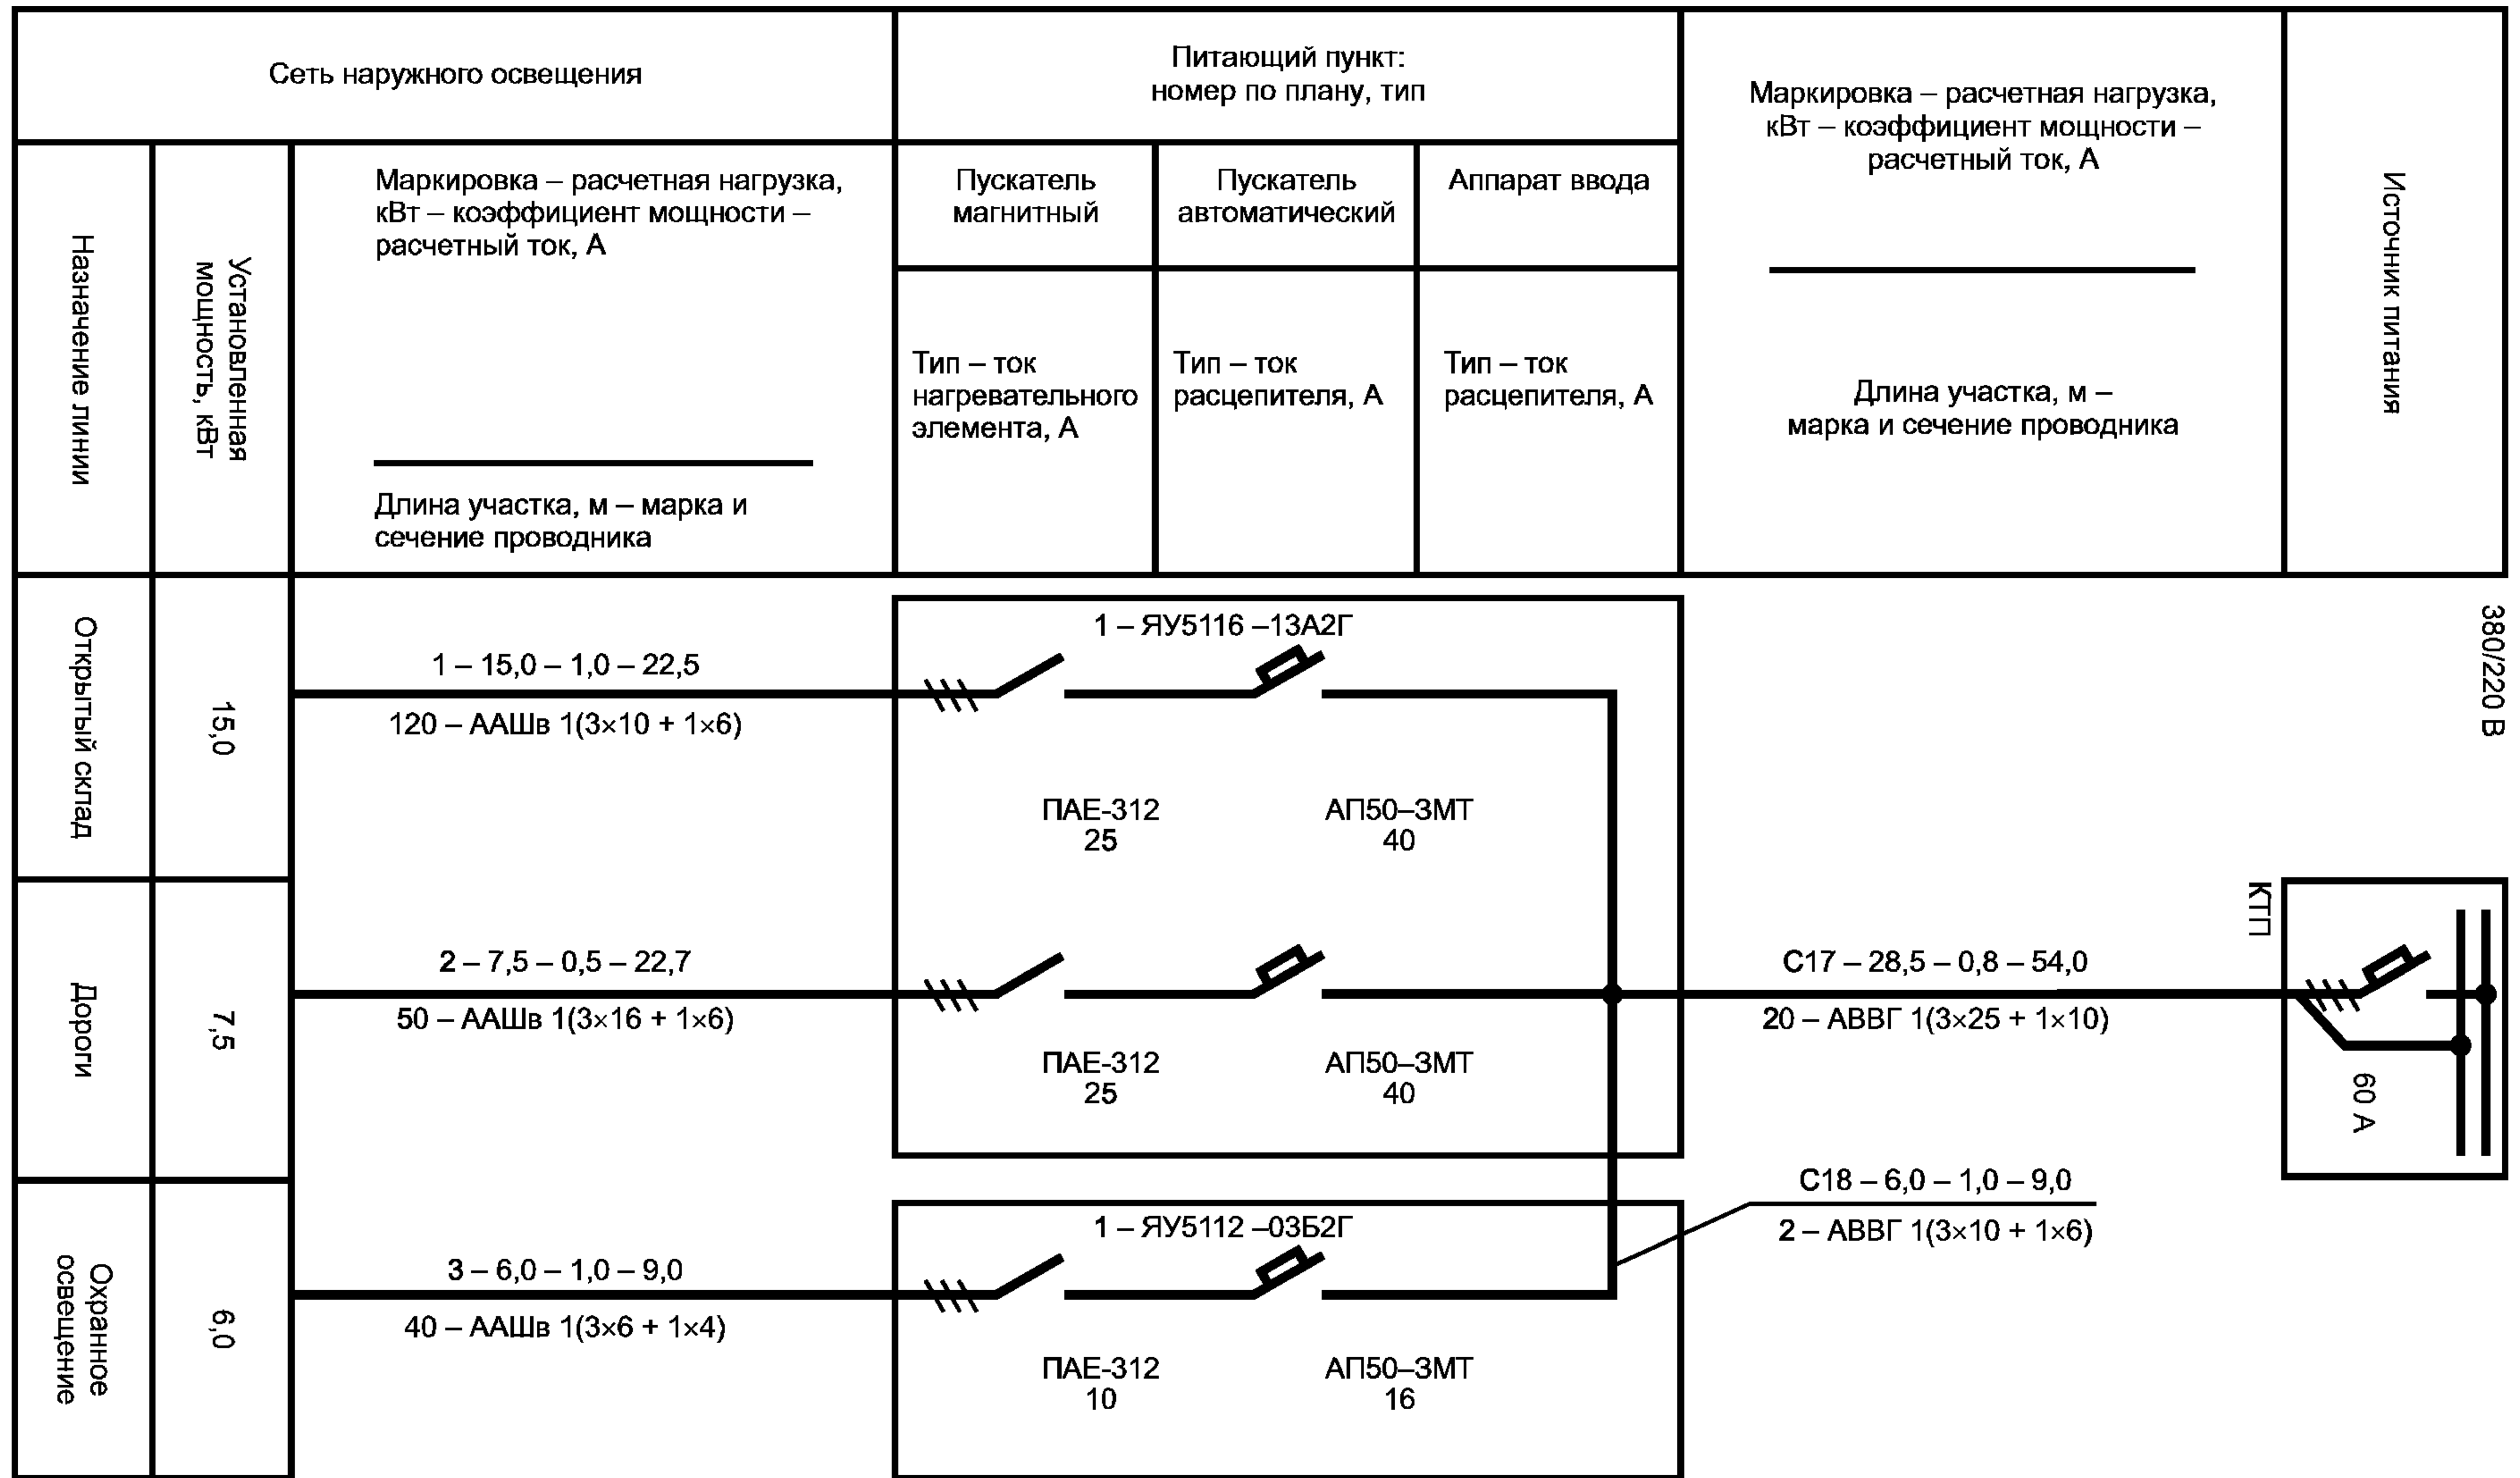 Сеть наружного освещения
Питающий пункт:
номер по плану, тип
Маркировка – расчетная нагрузка,
кВт – коэффициент мощности –
расчетный ток, А
Длина участка, м –
марка и сечение проводника
Источник питания
Назначение линии
Установленная
мощность, кВт
Маркировка – расчетная нагрузка,
кВт – коэффициент мощности –
расчетный ток, А
Длина участка, м – марка и
сечение проводника
Пускатель
магнитный
Пускатель
автоматический
Аппарат ввода
Тип – ток
нагревательного
элемента, А
Тип – ток
расцепителя, А
Тип – ток
расцепителя, А
Открытый склад
15,0
1 – 15,0 – 1,0 – 22,5
120 – ААШв 1(3×10 + 1×6)
1 – ЯУ5116 –13А2Г
ПАЕ-312
25
АП50–3МТ
40
380/220 В
Дороги
7,5
2 – 7,5 – 0,5 – 22,7
50 – ААШв 1(3×16 + 1×6)
ПАЕ-312
25
АП50–3МТ
40
С17 – 28,5 – 0,8 – 54,0
20 – АВВГ 1(3×25 + 1×10)
КТП
60 А
С18 – 6,0 – 1,0 – 9,0
2 – АВВГ 1(3×10 + 1×6)
Охранное
освещение
6,0
3 – 6,0 – 1,0 – 9,0
40 – ААШв 1(3×6 + 1×4)
1 – ЯУ5112 –03Б2Г
ПАЕ-312
10
АП50–3МТ
16